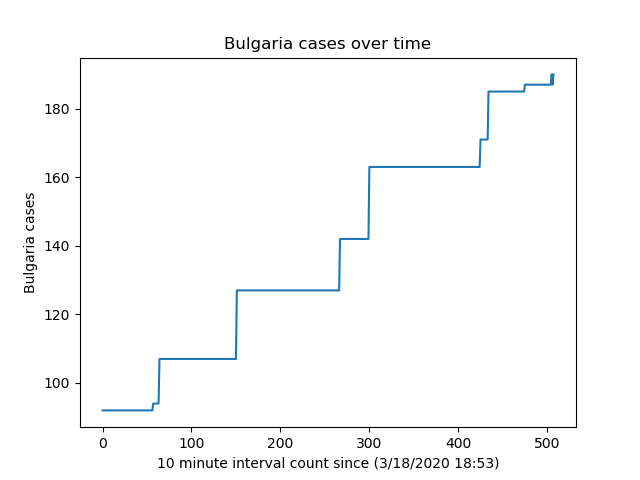 Bulgaria cases over time
180
160
140
120
100
Bulgaria cases
0 100 200 300 400 500
10 minute interval count since (3/18/2020 18:53)